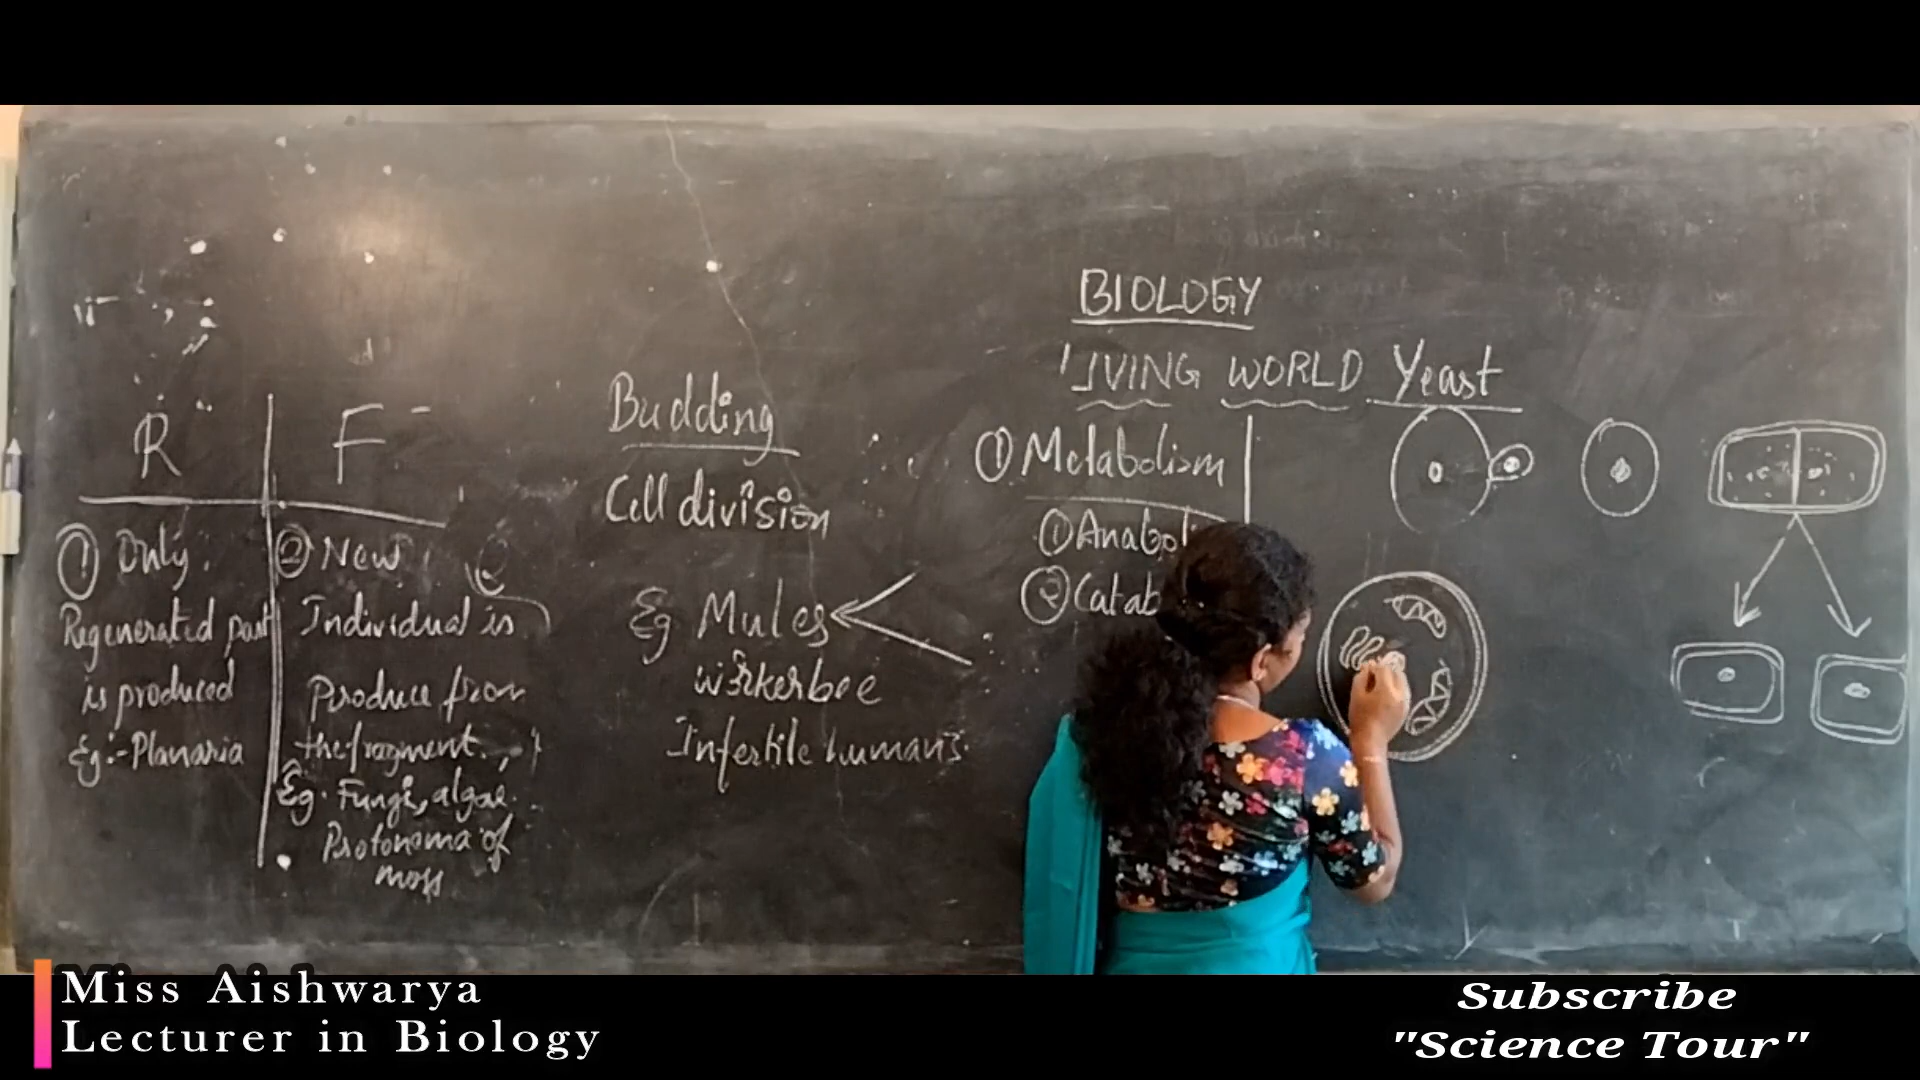 R
F
① Only
Regenerated part
is produced
Eg:- Planaria
② New
Individual is
Produce from
the fragment.
Eg. Fungi, algae.
Protonema of
moss
Budding
Cell division
Eg Mules
workerbee
Infertile humans.
BIOLOGY
LIVING WORLD Yeast
① Metabolism
① Anabol
② Catab
Miss Aishwarya
Lecturer in Biology
Subscribe
"Science Tour"